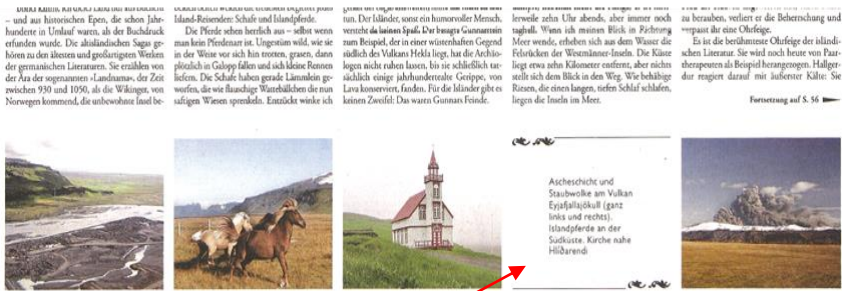 – und aus historischen Epen, die schon Jahr-
hunderte in Umlauf waren, als der Buchdruck
erfunden wurde. Die altisländischen Sagas ge-
hören zu den ältesten und großartigsten Werken
der germanischen Literaturen. Sie erzählen von
der Ära der sogenannten »Landnama«, der Zeit
zwischen 930 und 1050, als die Wikinger, von
Norwegen kommend, die unbewohnte Insel be-
Island-Reisenden: Schafe und Islandpferde.
Die Pferde sehen herrlich aus – selbst wenn
man kein Pferdenarr ist. Ungestüm wild, wie sie
in der Weite vor sich hin trotten, grasen, dann
plötzlich in Galopp fallen und sich kleine Rennen
liefern. Die Schafe haben gerade Lämmlein ge-
worfen, die wie flauschige Wattebällchen die nun
saftigen Wiesen sprenkeln. Entzückt winke ich
tun. Der Isländer, sonst ein humorvoller Mensch,
versteht da keinen Spaß. Der besagte Gunnarstein
zum Beispiel, der in einer wüstenhaften Gegend
südlich des Vulkans Hekla liegt, hat die Archäo-
logen nicht ruhen lassen, bis sie schließlich tat-
sächlich einige jahrhundertealte Gerippe, von
Lava konserviert, fanden. Für die Isländer gibt es
keinen Zweifel: Das waren Gunnars Feinde.
lerweile zehn Uhr abends, aber immer noch
taghell. Wenn ich meinen Blick in Richtung
Meer wende, erheben sich aus dem Wasser die
Felsrücken der Westmänner-Inseln. Die Küste
liegt etwa zehn Kilometer entfernt, aber nichts
stellt sich dem Blick in den Weg. Wie behäbige
Riesen, die einen langen, tiefen Schlaf schlafen,
liegen die Inseln im Meer.
zu berauben, verliert er die Beherrschung und
verpasst ihr eine Ohrfeige.
Es ist die berühmteste Ohrfeige der isländi-
schen Literatur. Sie wird noch heute von Paar-
therapeuten als Beispiel herangezogen. Hallger-
dur reagiert darauf mit äußerster Kälte: Sie
Fortsetzung auf S. 56
Ascheschicht und
Staubwolke am Vulkan
Eyjafjallajökull (ganz
links und rechts).
Islandpferde an der
Südküste. Kirche nahe
Hlíðarendi